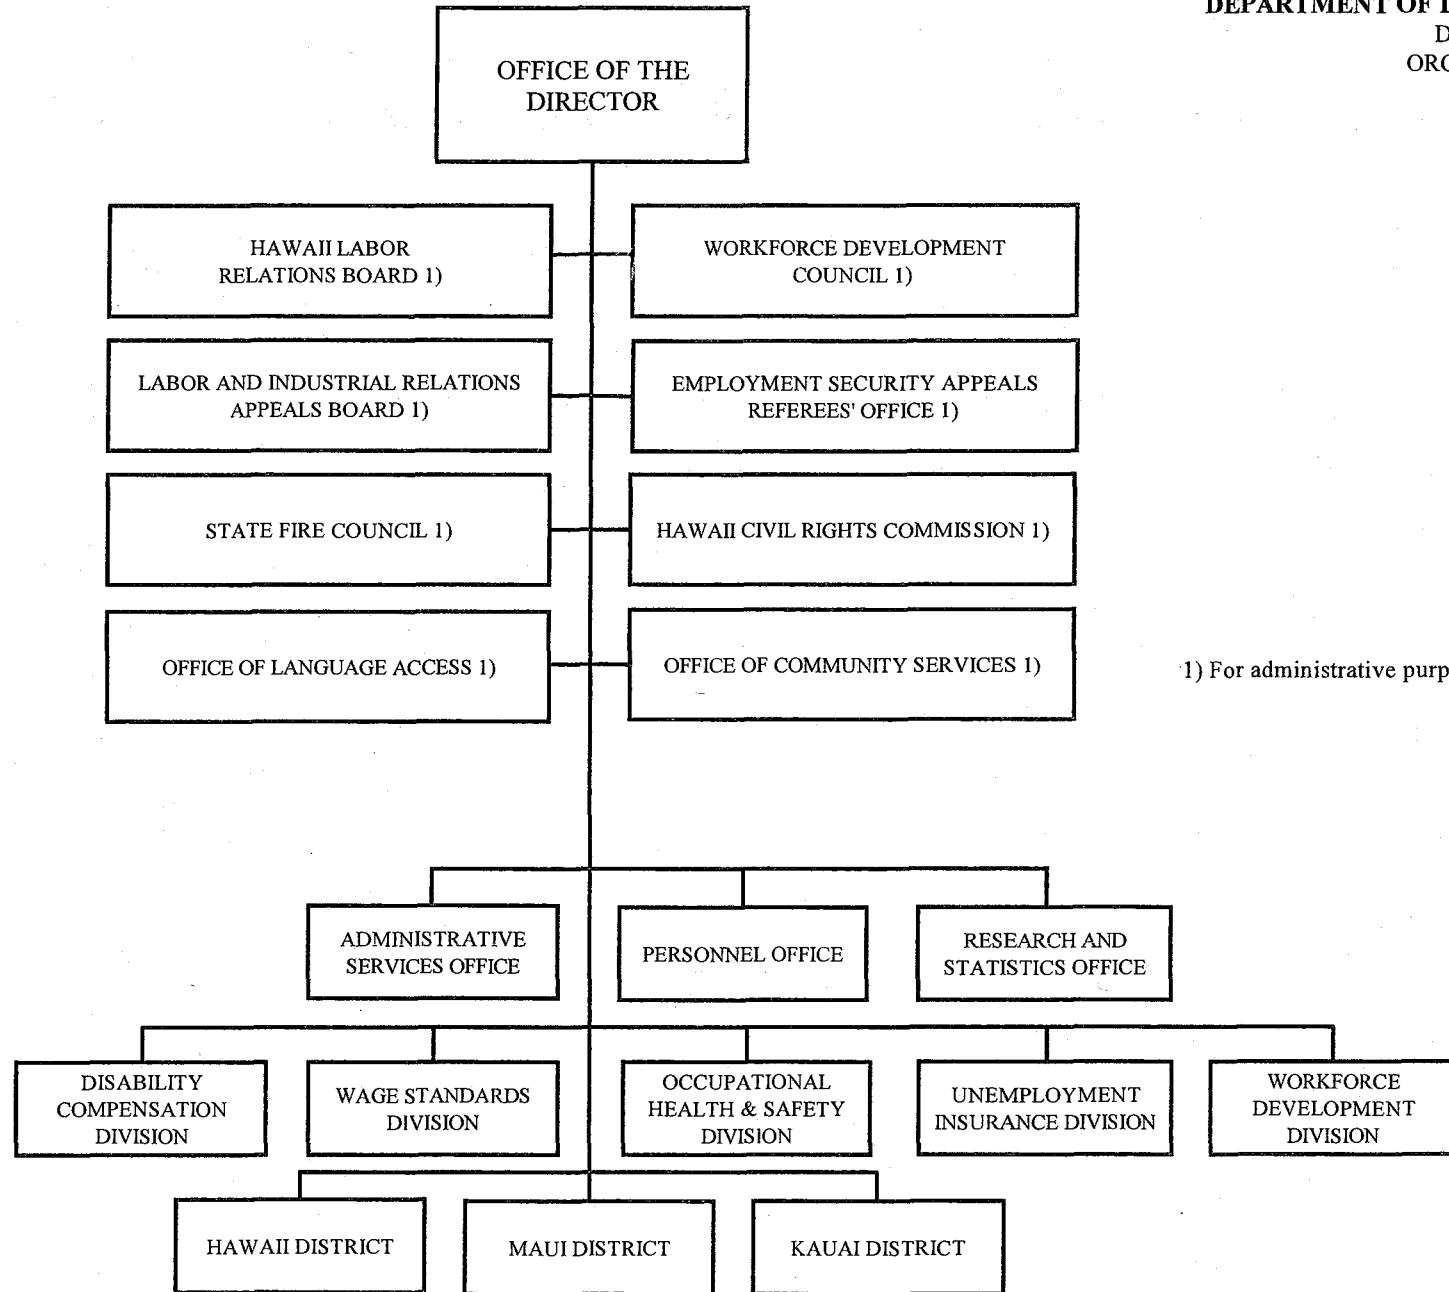 DEPARTMENT OF
OFFICE OF THE
DIRECTOR
HAWAII LABOR
RELATIONS BOARD 1)
WORKFORCE DEVELOPMENT
COUNCIL 1)
LABOR AND INDUSTRIAL RELATIONS
APPEALS BOARD 1)
EMPLOYMENT SECURITY APPEALS
REFEREES' OFFICE 1)
STATE FIRE COUNCIL 1)
HAWAII CIVIL RIGHTS COMMISSION 1)
OFFICE OF LANGUAGE ACCESS 1)
OFFICE OF COMMUNITY SERVICES 1)
1) For administrative
ADMINISTRATIVE
SERVICES OFFICE
PERSONNEL OFFICE
RESEARCH AND
STATISTICS OFFICE
DISABILITY
COMPENSATION
DIVISION
WAGE STANDARDS
DIVISION
OCCUPATIONAL
HEALTH & SAFETY
DIVISION
UNEMPLOYMENT
INSURANCE DIVISION
WORKFORCE
DEVELOPMENT
DIVISION
HAWAII DISTRICT
MAUI DISTRICT
KAUAI DISTRICT